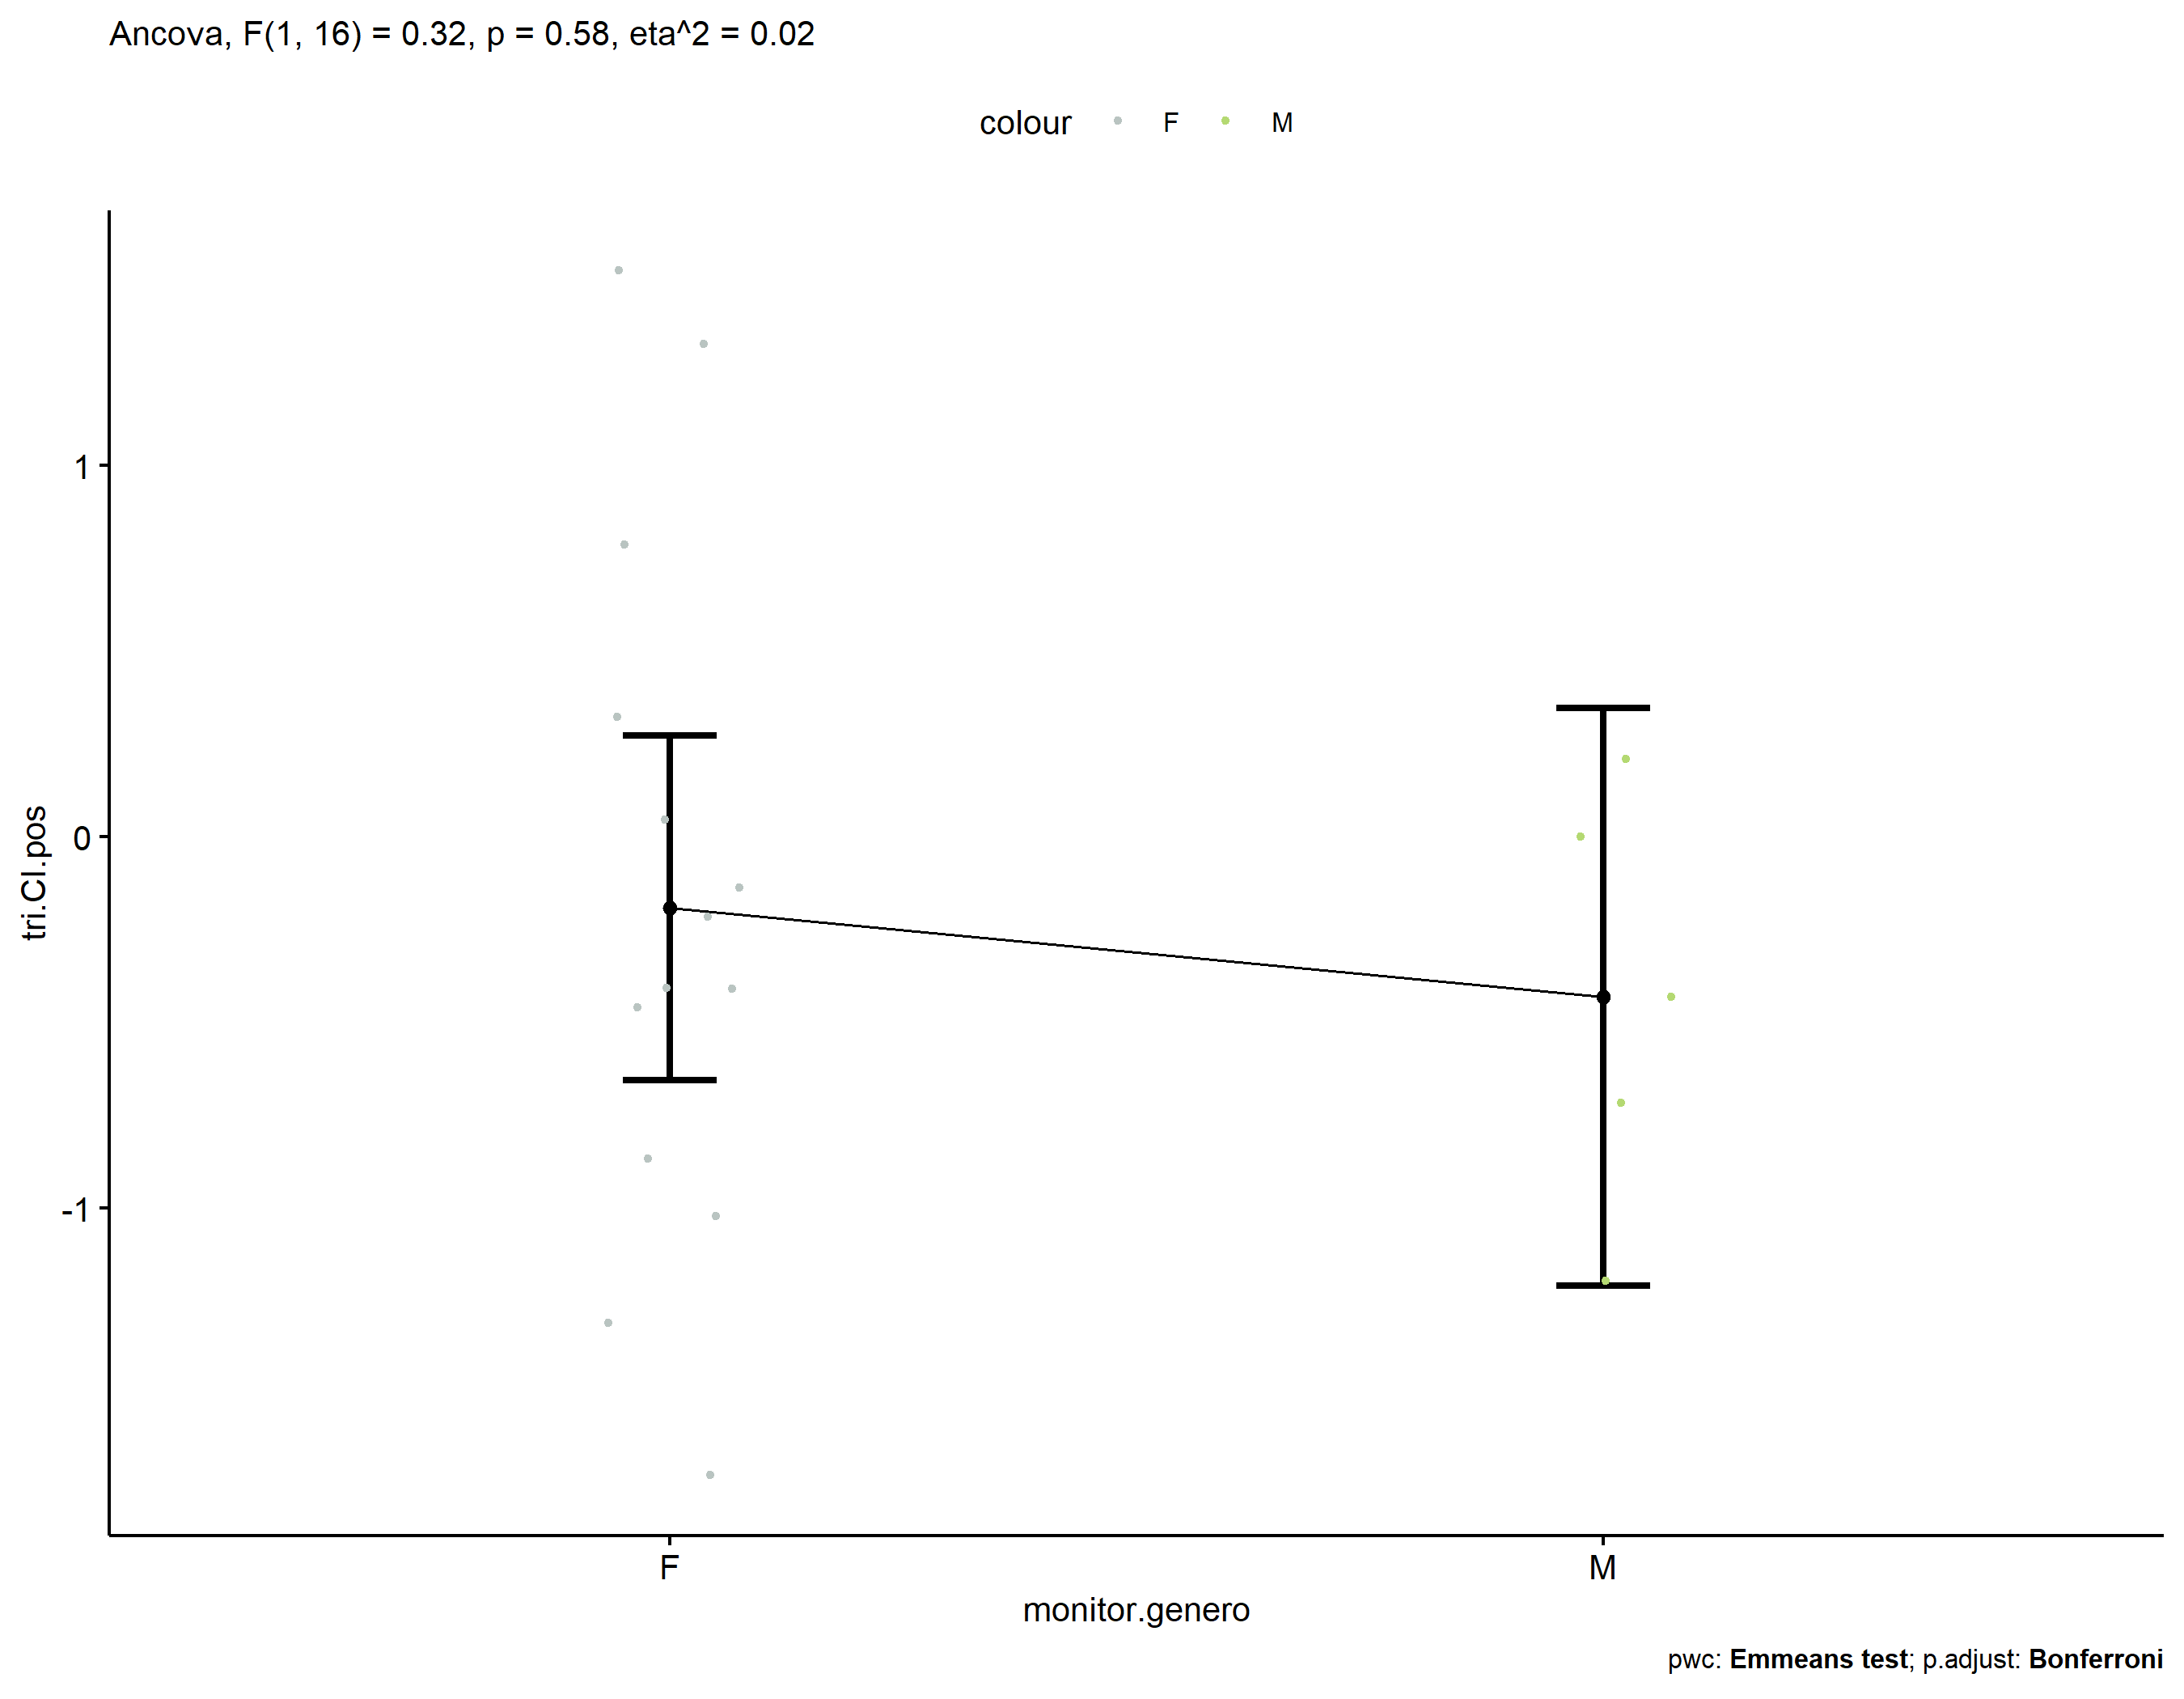 Ancova, F(1, 16) = 0.32, p = 0.58, eta^2 = 0.02
colour F M
1
0
-1
tri.CI.pos
F M
monitor.genero
pwc: Emmeans test; p.adjust: Bonferroni